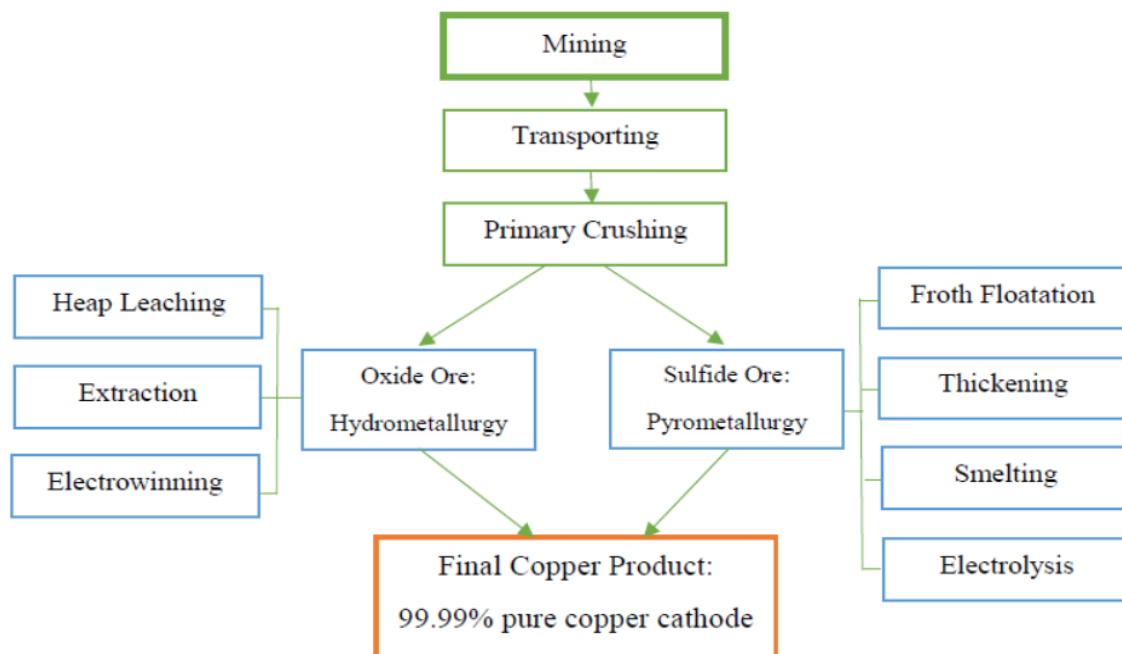 Mining
Transporting
Primary Crushing
Heap Leaching
Extraction
Electrowinning
Oxide Ore:
Hydrometallurgy
Sulfide Ore:
Pyrometallurgy
Froth Floatation
Thickening
Smelting
Electrolysis
Final Copper Product:
99.99% pure copper cathode